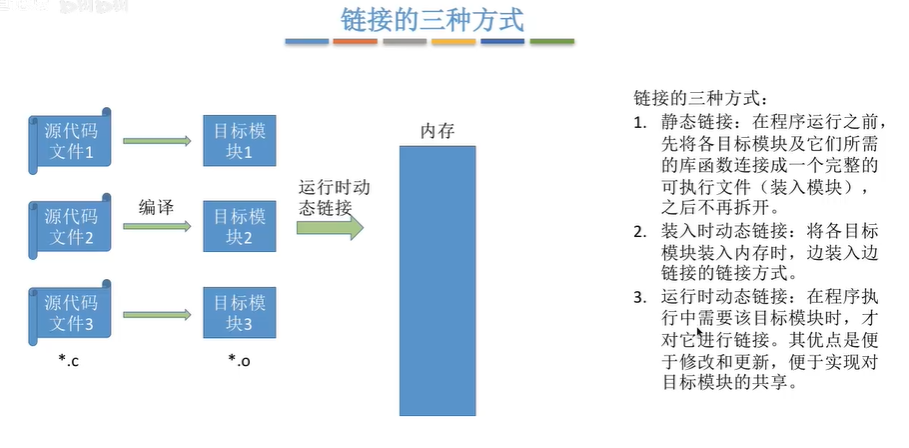 链接的三种方式
源代码
文件1
目标模
块1
源代码
文件2
编译
目标模
块2
源代码
文件3
目标模
块3
*.c
*.o
运行时动
态链接
内存
链接的三种方式：
1. 静态链接：在程序运行之前，
先将各目标模块及它们所需
的库函数连接成一个完整的
可执行文件（装入模块），
之后不再拆开。
2. 装入时动态链接：将各目标
模块装入内存时，边装入边
链接的链接方式。
3. 运行时动态链接：在程序执
行中需要该目标模块时，才
对它进行链接。其优点是便
于修改和更新，便于实现对
目标模块的共享。